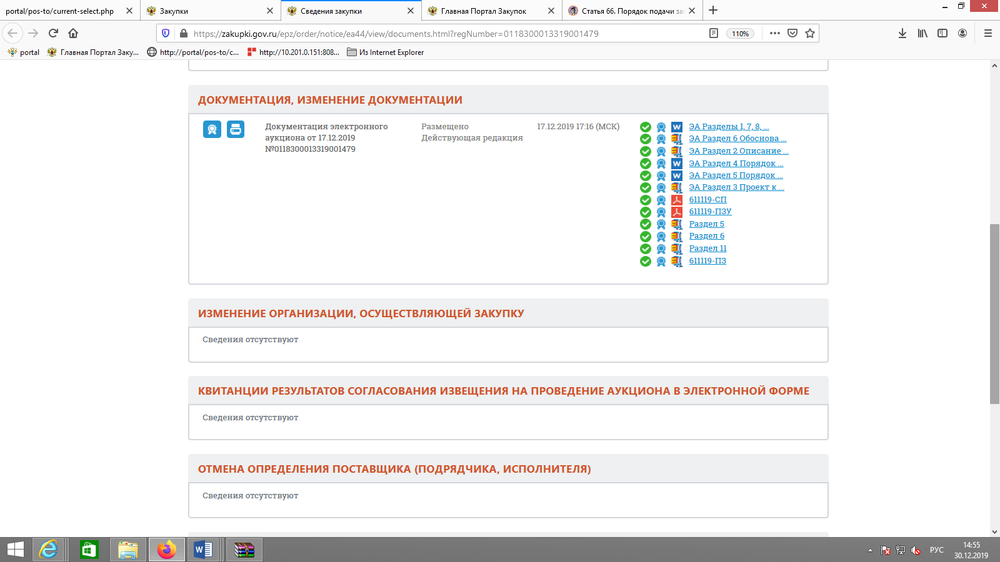 portal/pos-to/current-select.php
Закупки
Сведения закупки
Главная Портал Закупок
Статья 66. Порядок подачи за
https://zakupki.gov.ru/epz/order/notice/ea44/view/documents.html?regNumber=0118300013319001479
110%
portal
Главная Портал Заку...
http://portal/pos-to/c...
http://10.201.0.151:808...
Из Internet Explorer
ДОКУМЕНТАЦИЯ, ИЗМЕНЕНИЕ ДОКУМЕНТАЦИИ
Документация электронного
аукциона от 17.12.2019
№0118300013319001479
Размещено
Действующая редакция
17.12.2019 17:16 (МСК)
ЭА Разделы 1, 7, 8, ...
ЭА Раздел 6 Обоснова ...
ЭА Раздел 2 Описание ...
ЭА Раздел 4 Порядок ...
ЭА Раздел 5 Порядок ...
ЭА Раздел 3 Проект к ...
611119-СП
611119-ПЗУ
Раздел 5
Раздел 6
Раздел 11
611119-ПЗ
ИЗМЕНЕНИЕ ОРГАНИЗАЦИИ, ОСУЩЕСТВЛЯЮЩЕЙ ЗАКУПКУ
Сведения отсутствуют
КВИТАНЦИИ РЕЗУЛЬТАТОВ СОГЛАСОВАНИЯ ИЗВЕЩЕНИЯ НА ПРОВЕДЕНИЕ АУКЦИОНА В ЭЛЕКТРОННОЙ ФОРМЕ
Сведения отсутствуют
ОТМЕНА ОПРЕДЕЛЕНИЯ ПОСТАВЩИКА (ПОДРЯДЧИКА, ИСПОЛНИТЕЛЯ)
Сведения отсутствуют
РУС
14:55
30.12.2019